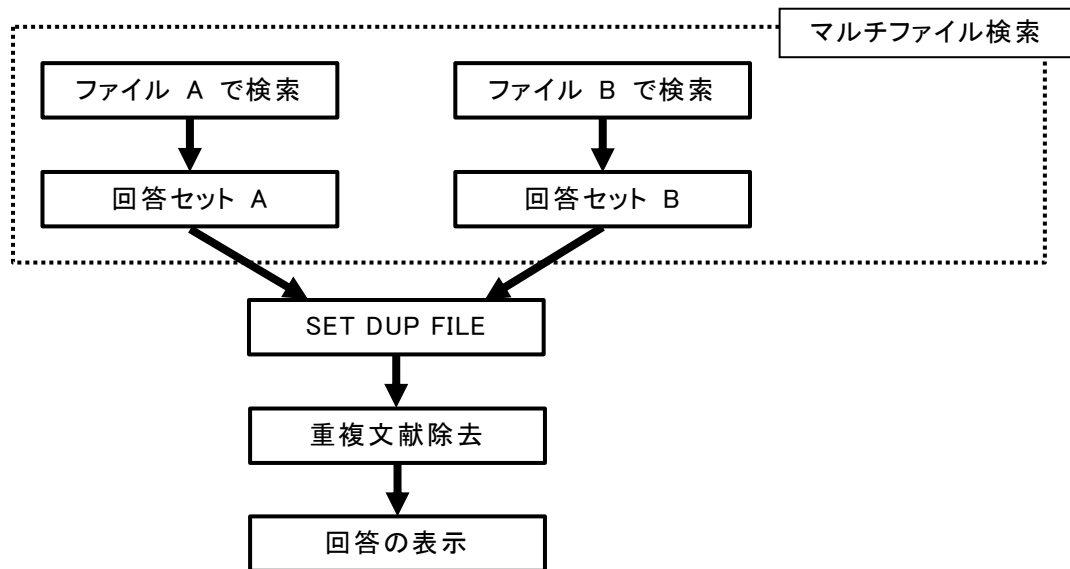 マルチファイル検索
ファイル A で検索
ファイル B で検索
回答セット A
回答セット B
SET DUP FILE
重複文献除去
回答の表示